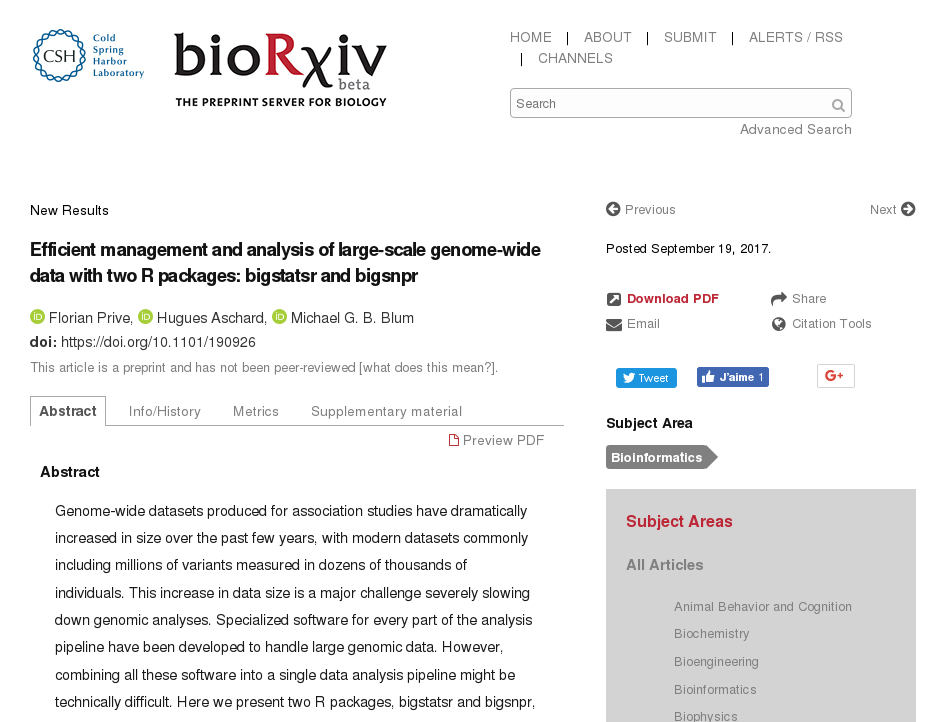 CSH
Cold
Spring
Harbor
Laboratory
bioRxiv
beta
THE PREPRINT SERVER FOR BIOLOGY
HOME | ABOUT | SUBMIT | ALERTS / RSS
| CHANNELS
Search
Advanced Search
New Results
Efficient management and analysis of large-scale genome-wide
data with two R packages: bigstatsr and bigsnpr
iD Florian Prive, iD Hugues Aschard, iD Michael G. B. Blum
doi: https://doi.org/10.1101/190926
This article is a preprint and has not been peer-reviewed [what does this mean?].
Abstract Info/History Metrics Supplementary material
Preview PDF
Abstract
Genome-wide datasets produced for association studies have dramatically
increased in size over the past few years, with modern datasets commonly
including millions of variants measured in dozens of thousands of
individuals. This increase in data size is a major challenge severely slowing
down genomic analyses. Specialized software for every part of the analysis
pipeline have been developed to handle large genomic data. However,
combining all these software into a single data analysis pipeline might be
technically difficult. Here we present two R packages, bigstatsr and bigsnpr,
Previous Next
Posted September 19, 2017.
Download PDF Share
Email Citation Tools
Tweet J'aime 1 G+
Subject Area
Bioinformatics
Subject Areas
All Articles
Animal Behavior and Cognition
Biochemistry
Bioengineering
Bioinformatics
Biophysics